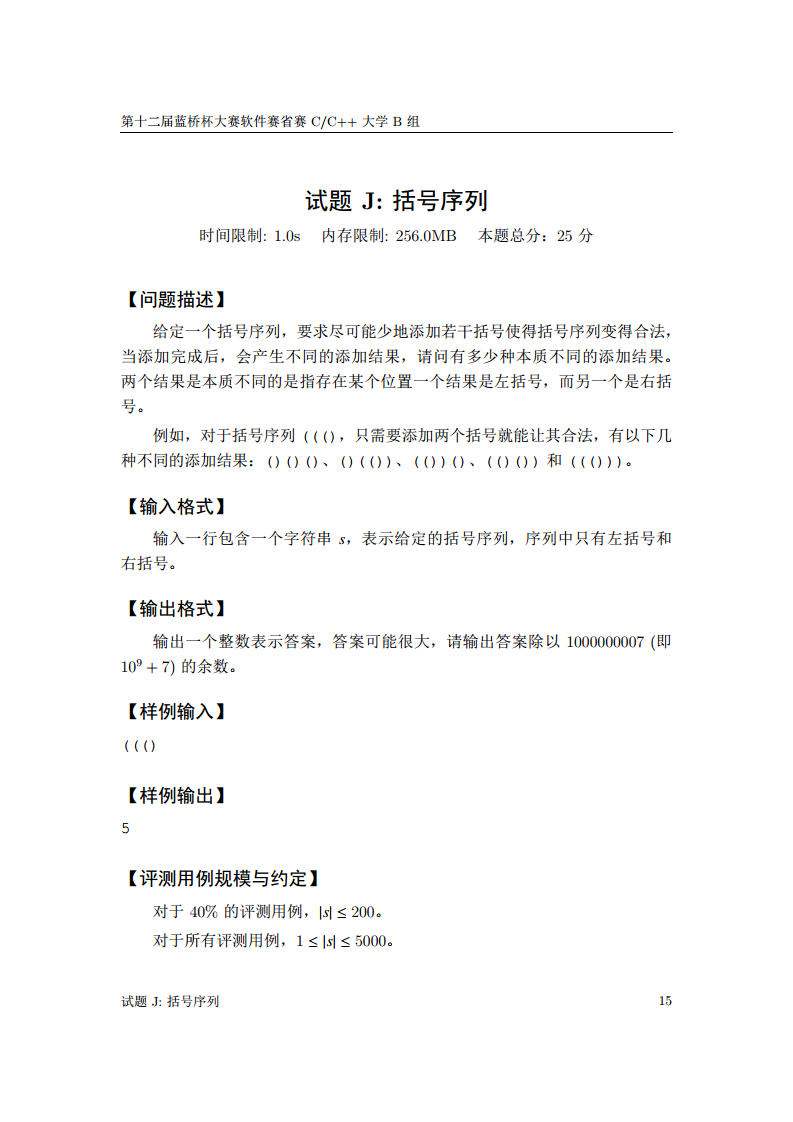 第十二届蓝桥杯大赛软件赛省赛 C/C++ 大学 B 组
试题 J: 括号序列
时间限制: 1.0s 内存限制: 256.0MB 本题总分：25 分
【问题描述】
给定一个括号序列，要求尽可能少地添加若干括号使得括号序列变得合法，
当添加完成后，会产生不同的添加结果，请问有多少种本质不同的添加结果。
两个结果是本质不同的是指存在某个位置一个结果是左括号，而另一个是右括
号。
例如，对于括号序列 ((()，只需要添加两个括号就能让其合法，有以下几
种不同的添加结果：()()()、()(())、(())()、(()()) 和 ((()))。
【输入格式】
输入一行包含一个字符串 s，表示给定的括号序列，序列中只有左括号和
右括号。
【输出格式】
输出一个整数表示答案，答案可能很大，请输出答案除以 1000000007 (即
10⁹ + 7) 的余数。
【样例输入】
((()
【样例输出】
5
【评测用例规模与约定】
对于 40% 的评测用例，|s| ≤ 200。
对于所有评测用例，1 ≤ |s| ≤ 5000。
试题 J: 括号序列 15